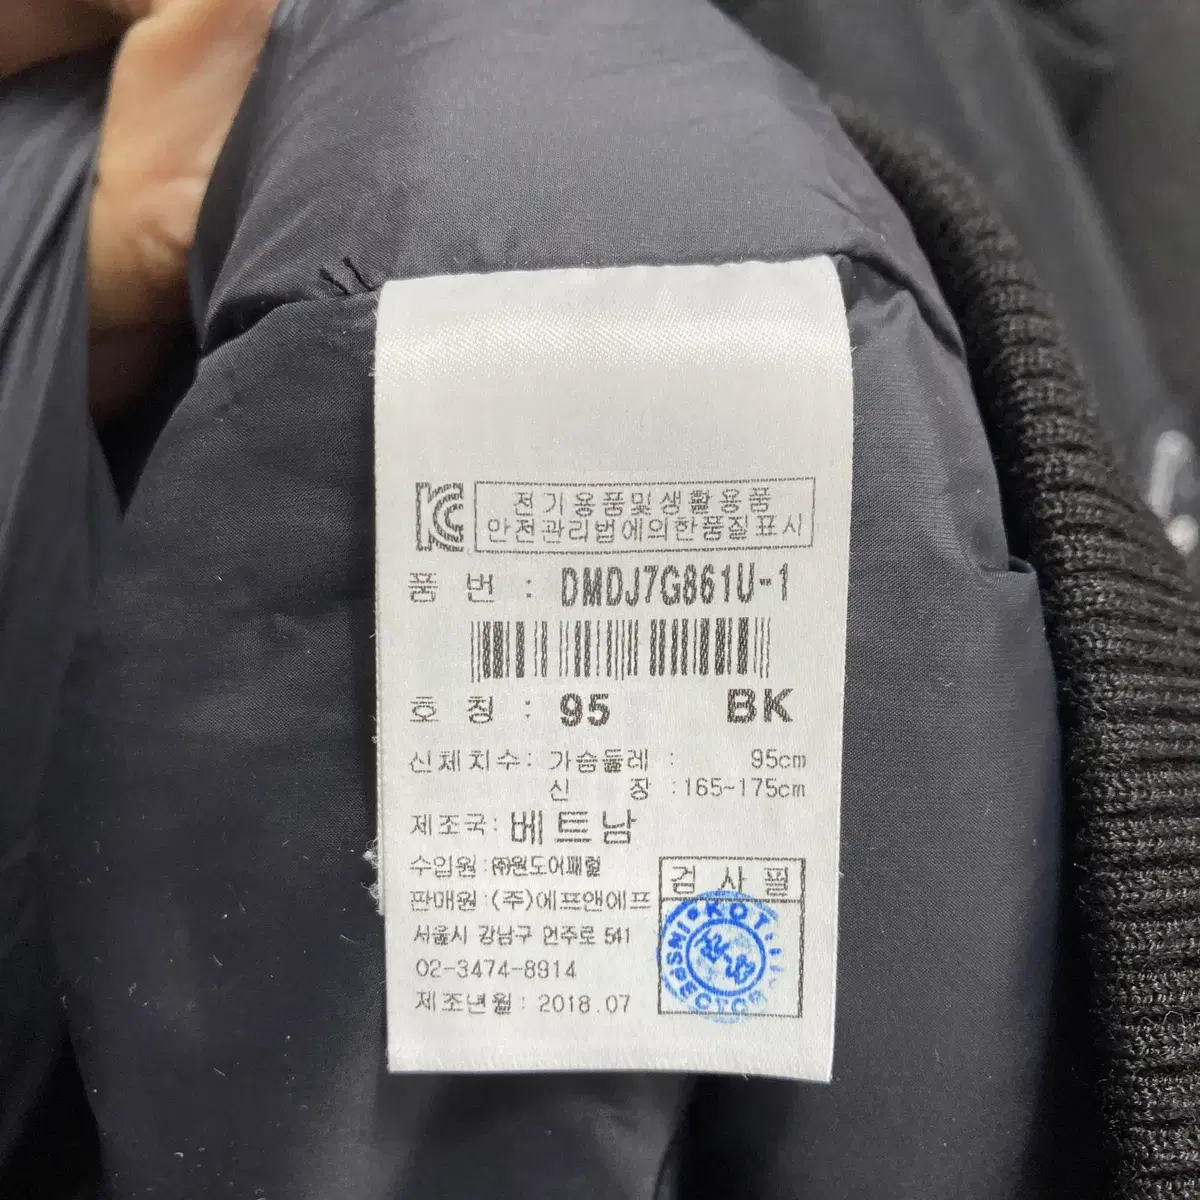 전기용품및생활용품
안전관리법에의한품질표시
품 번 : DMDJ7G861U-1
호 칭 : 95 BK
신체치수: 가슴둘레 : 95cm
신 장 :165~175cm
제조국: 베트남
수입원 :㈜원도어패럴
판매원 :(주)에프앤에프
서울시 강남구 언주로 541
02-3474-8914
제조년월 : 2018.07
검 사 필
INSPECTOR